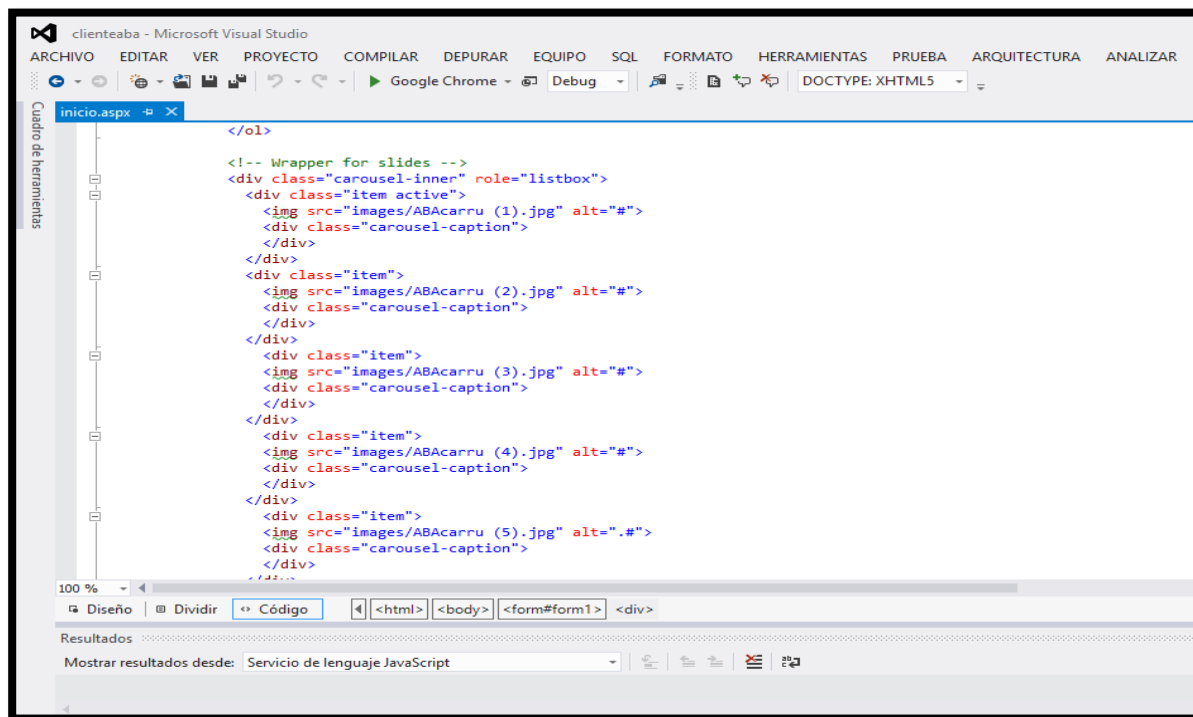 clienteaba - Microsoft Visual Studio
ARCHIVO EDITAR VER PROYECTO COMPILAR DEPURAR EQUIPO SQL FORMATO HERRAMIENTAS PRUEBA ARQUITECTURA ANALIZAR
Google Chrome Debug DOCTYPE: XHTML5
Cuadro de herramientas
inicio.aspx
</ol>
<!-- Wrapper for slides -->
<div class="carousel-inner" role="listbox">
<div class="item active">
<img src="images/ABAcarru (1).jpg" alt="#">
<div class="carousel-caption">
</div>
</div>
<div class="item">
<img src="images/ABAcarru (2).jpg" alt="#">
<div class="carousel-caption">
</div>
</div>
<div class="item">
<img src="images/ABAcarru (3).jpg" alt="#">
<div class="carousel-caption">
</div>
</div>
<div class="item">
<img src="images/ABAcarru (4).jpg" alt="#">
<div class="carousel-caption">
</div>
</div>
<div class="item">
<img src="images/ABAcarru (5).jpg" alt=".#">
<div class="carousel-caption">
</div>
</div>
100 %
Diseño Dividir Código <html> <body> <form#form1> <div>
Resultados
Mostrar resultados desde: Servicio de lenguaje JavaScript